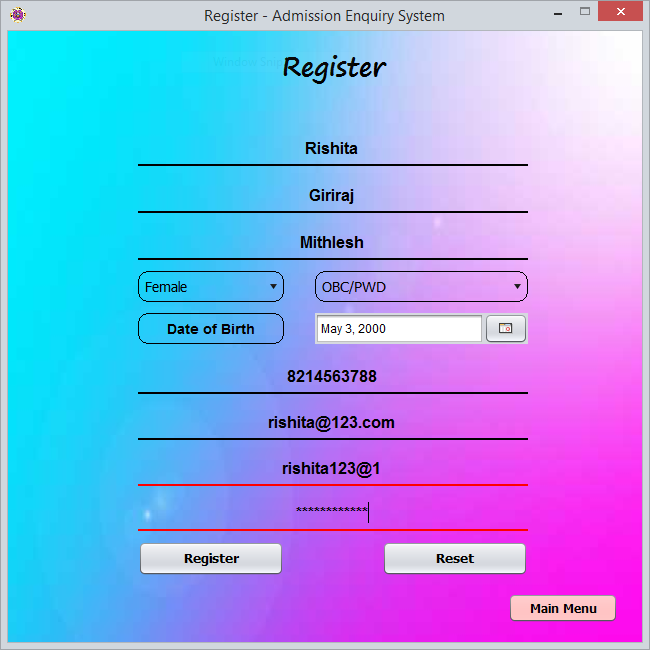 Register - Admission Enquiry System
Register
Rishita
Giriraj
Mithlesh
Female OBC/PWD
Date of Birth May 3, 2000
8214563788
rishita@123.com
rishita123@1
************
Register Reset
Main Menu